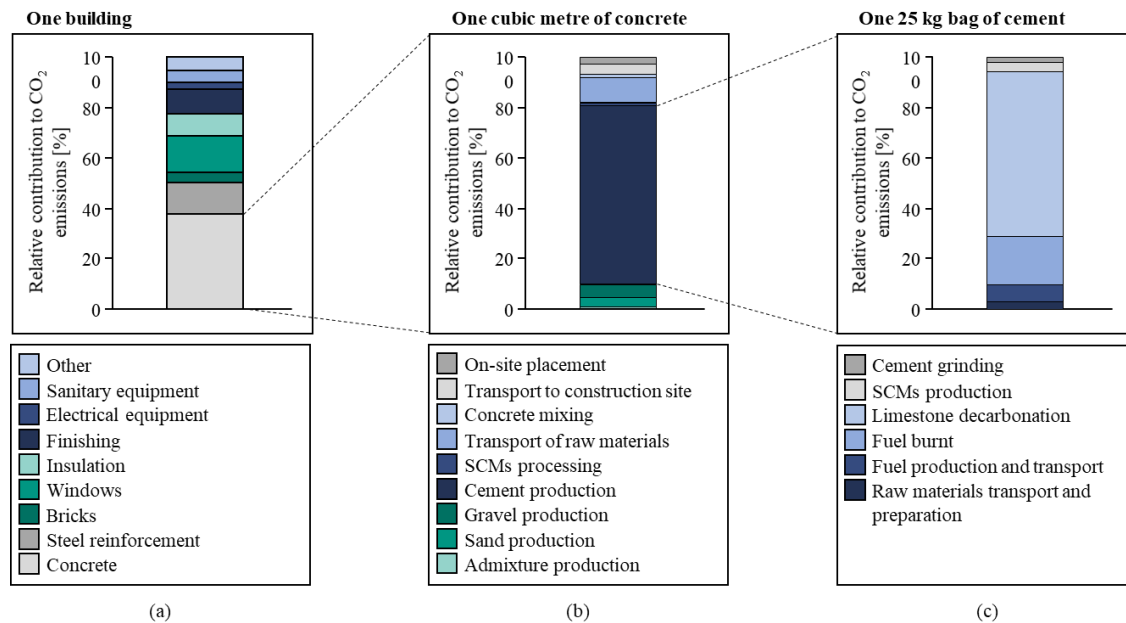 One building
Relative contribution to CO2
emissions [%]
10
0
80
60
40
20
0
Other
Sanitary equipment
Electrical equipment
Finishing
Insulation
Windows
Bricks
Steel reinforcement
Concrete
(a)
One cubic metre of concrete
Relative contribution to CO2
emissions [%]
10
0
80
60
40
20
0
On-site placement
Transport to construction site
Concrete mixing
Transport of raw materials
SCMs processing
Cement production
Gravel production
Sand production
Admixture production
(b)
One 25 kg bag of cement
Relative contribution to CO2
emissions [%]
10
0
80
60
40
20
0
Cement grinding
SCMs production
Limestone decarbonation
Fuel burnt
Fuel production and transport
Raw materials transport and
preparation
(c)